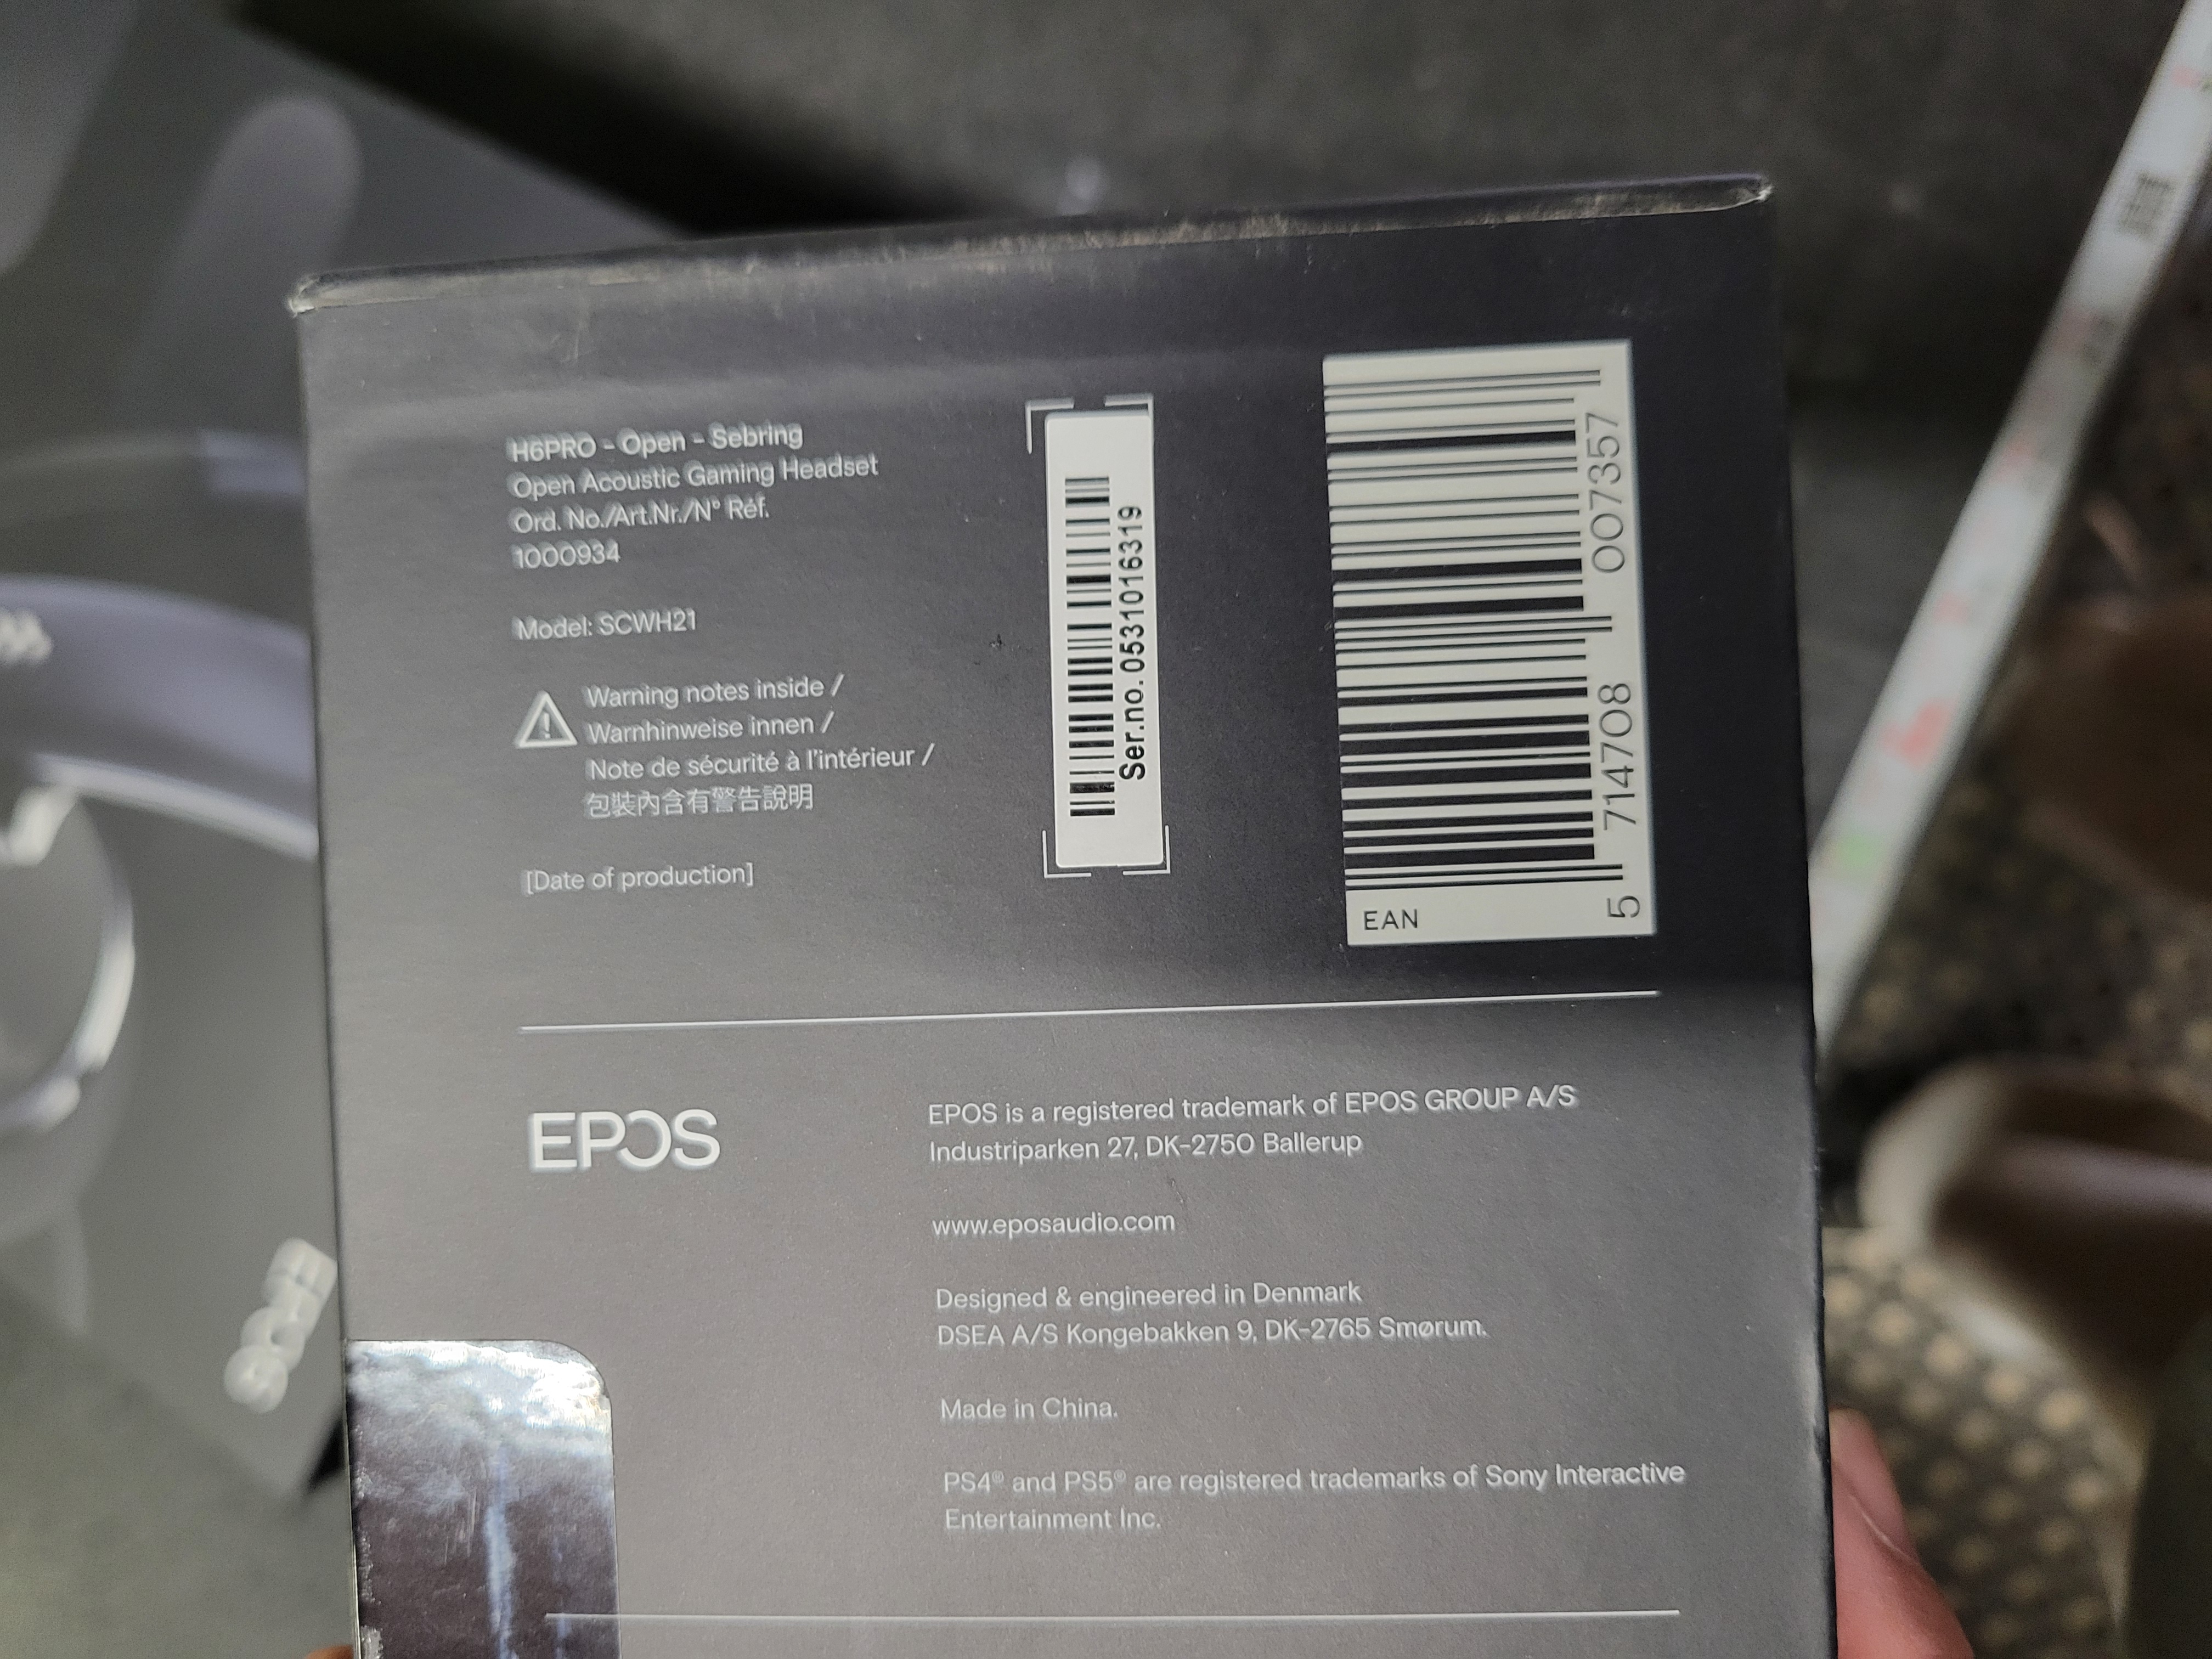 H6PRO - Open - Sebring
Open Acoustic Gaming Headset
Ord. No./Art.Nr./N° Réf.
1000934
Model: SCWH21
Warning notes inside /
Warnhinweise innen /
Note de sécurité à l'intérieur /
包裝內含有警告說明
[Date of production]
Ser.no. 0531016319
5 714708 007357
EAN
EPOS
EPOS is a registered trademark of EPOS GROUP A/S
Industriparken 27, DK-2750 Ballerup
www.eposaudio.com
Designed & engineered in Denmark
DSEA A/S Kongebakken 9, DK-2765 Smørum.
Made in China.
PS4® and PS5® are registered trademarks of Sony Interactive
Entertainment Inc.